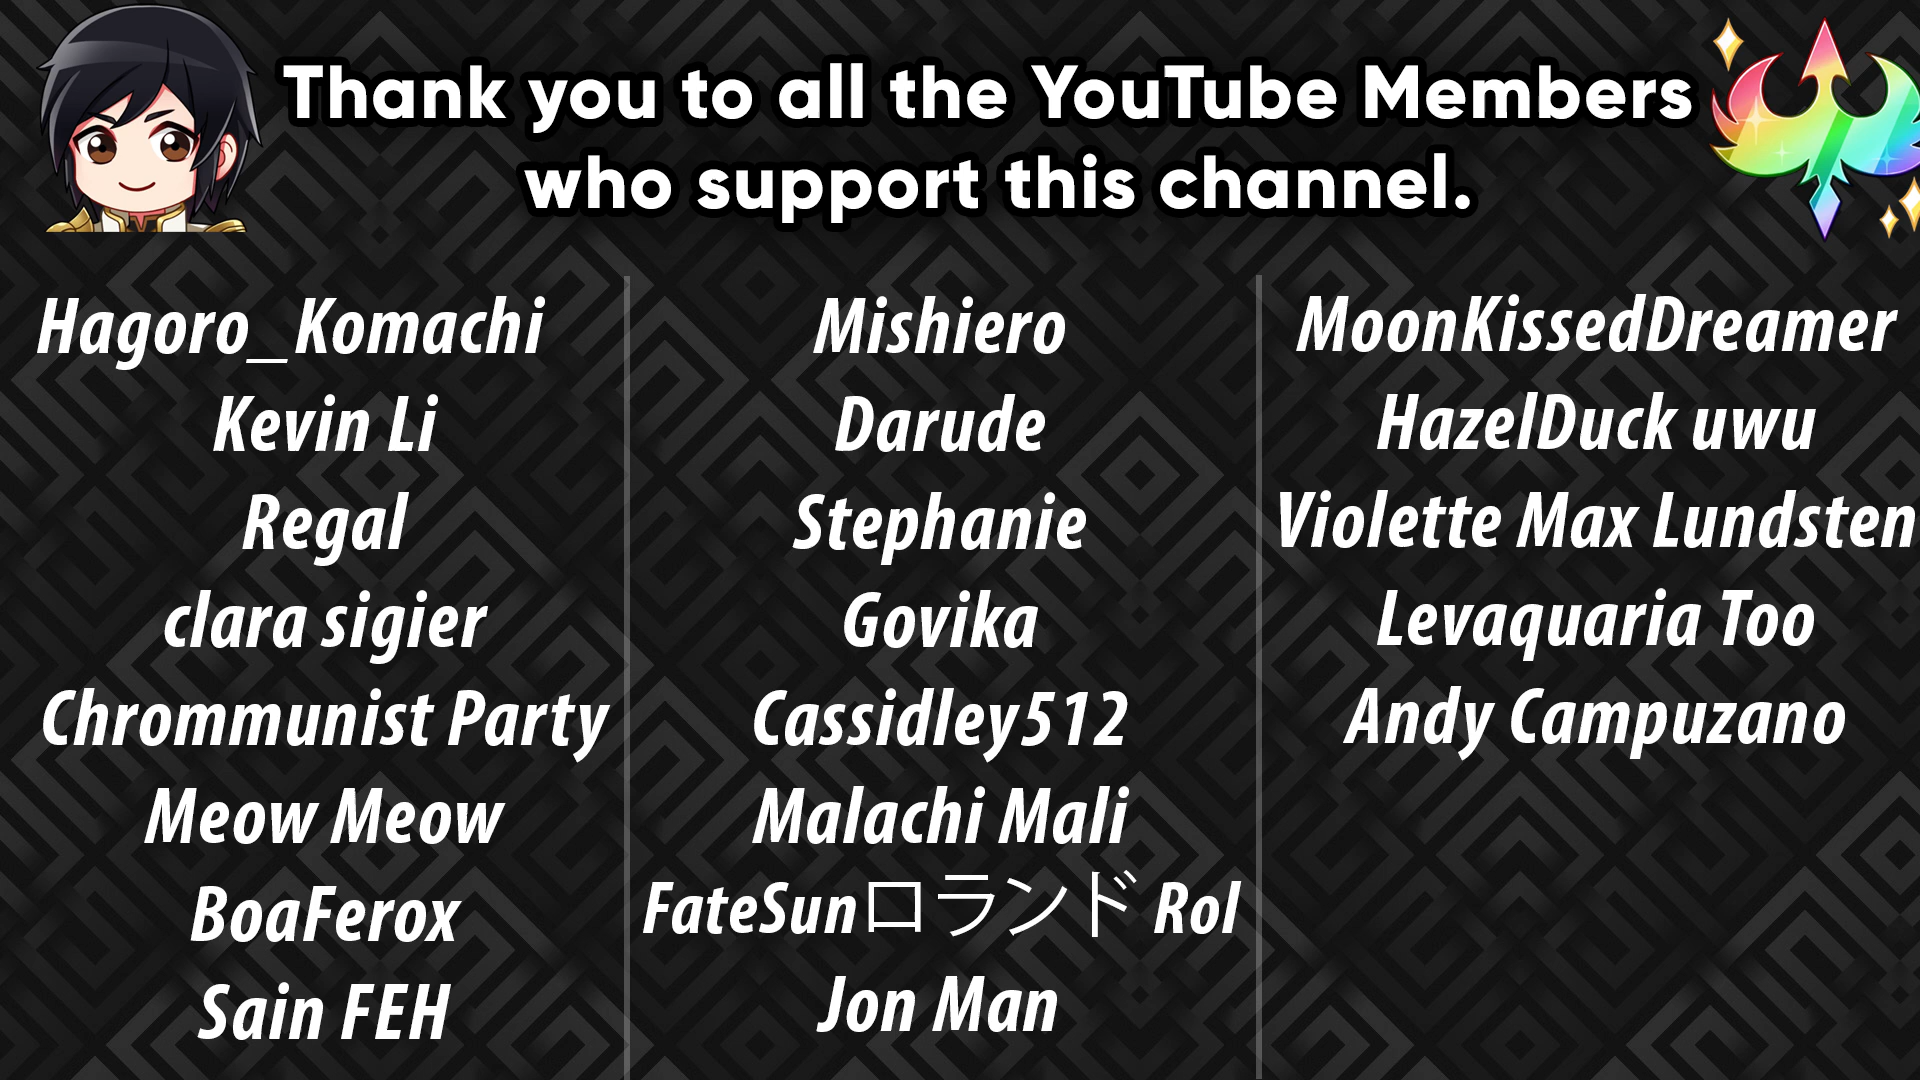 Thank you to all the YouTube Members
who support this channel.
Hagoro_Komachi
Kevin Li
Regal
clara sigier
Chrommunist Party
Meow Meow
BoaFerox
Sain FEH
Mishiero
Darude
Stephanie
Govika
Cassidley512
Malachi Mali
FateSunロランド Rol
Jon Man
MoonKissedDreamer
HazelDuck uwu
Violette Max Lundsten
Levaquaria Too
Andy Campuzano